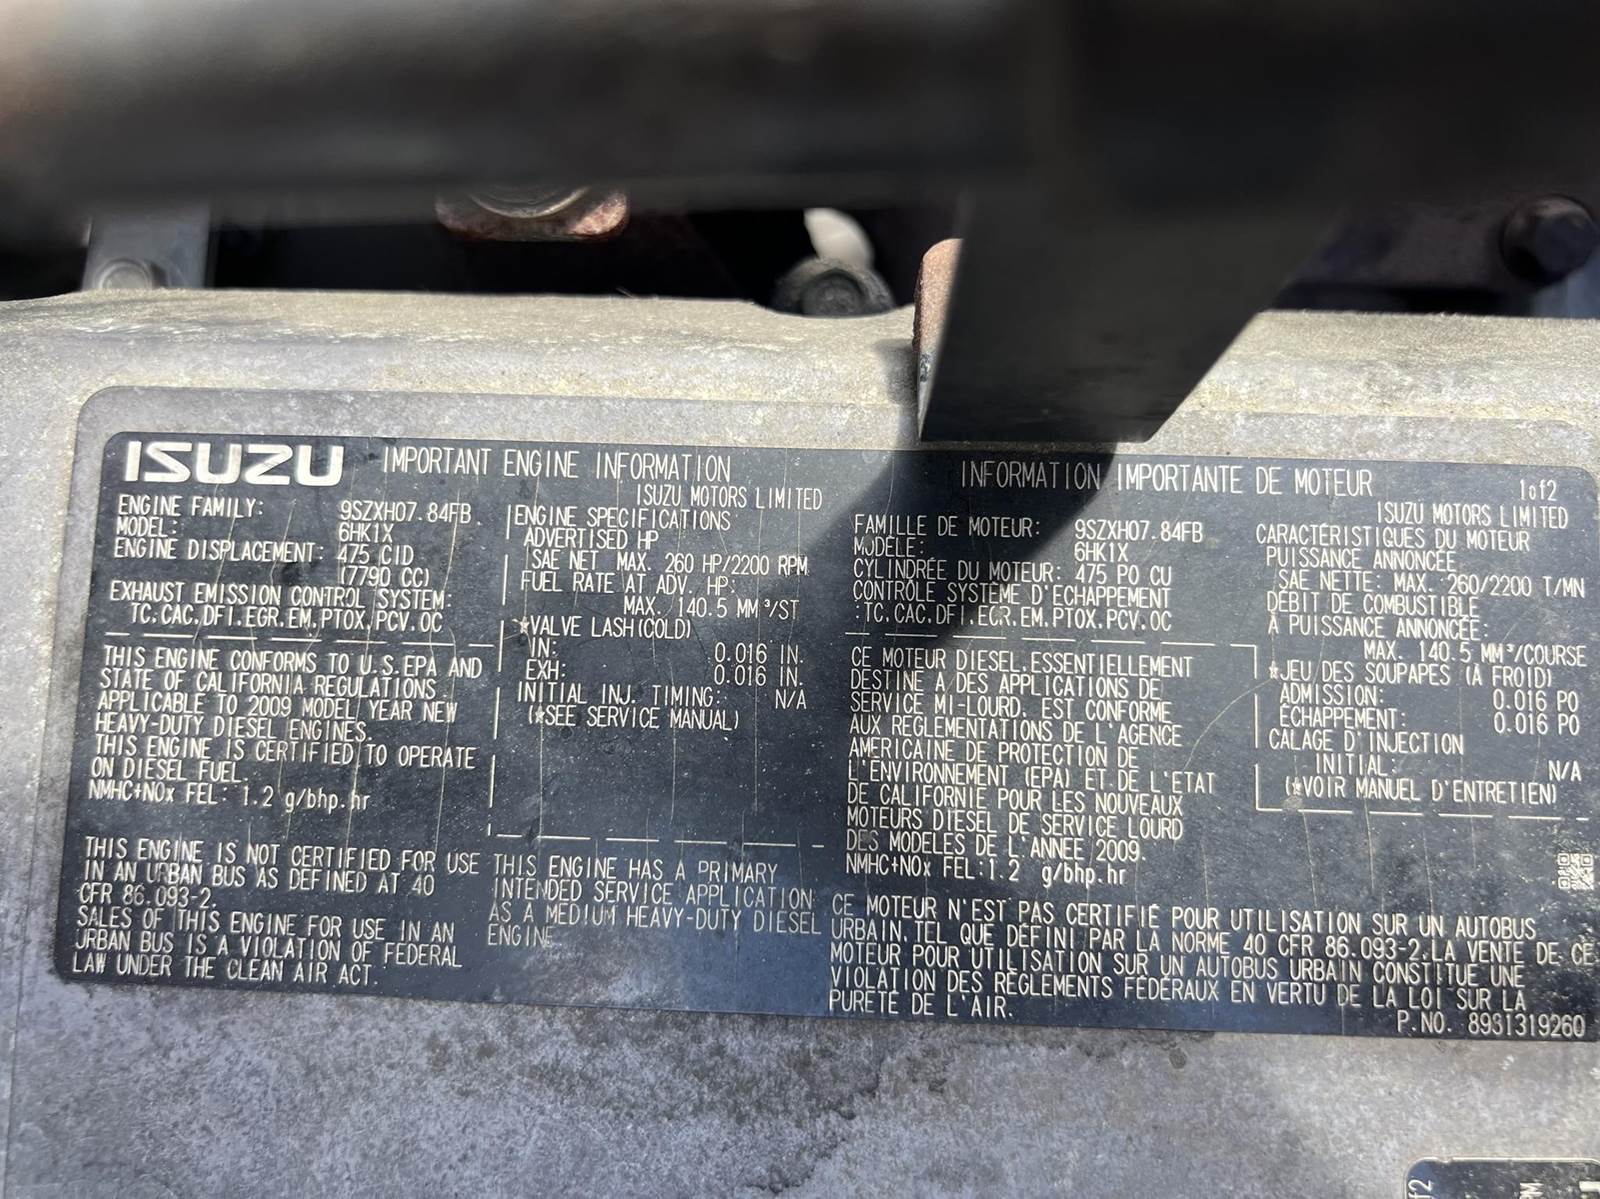 ISUZU IMPORTANT ENGINE INFORMATION
ISUZU MOTORS LIMITED
ENGINE FAMILY: 9SZXH07.84FB
MODEL: 6HK1X
ENGINE DISPLACEMENT: 475 CID
(7790 CC)
EXHAUST EMISSION CONTROL SYSTEM:
TC.CAC.DFI.EGR.EM.PTOX.PCV.OC
THIS ENGINE CONFORMS TO U.S.EPA AND
STATE OF CALIFORNIA REGULATIONS
APPLICABLE TO 2009 MODEL YEAR NEW
HEAVY-DUTY DIESEL ENGINES.
THIS ENGINE IS CERTIFIED TO OPERATE
ON DIESEL FUEL.
NMHC+NOx FEL: 1.2 g/bhp.hr
THIS ENGINE IS NOT CERTIFIED FOR USE
IN AN URBAN BUS AS DEFINED AT 40
CFR 86.093-2.
SALES OF THIS ENGINE FOR USE IN AN
URBAN BUS IS A VIOLATION OF FEDERAL
LAW UNDER THE CLEAN AIR ACT.
ENGINE SPECIFICATIONS
ADVERTISED HP
SAE NET MAX. 260 HP/2200 RPM
FUEL RATE AT ADV. HP:
MAX. 140.5 MM³/ST
*VALVE LASH(COLD)
IN: 0.016 IN.
EXH: 0.016 IN.
INITIAL INJ. TIMING: N/A
(*SEE SERVICE MANUAL)
THIS ENGINE HAS A PRIMARY
INTENDED SERVICE APPLICATION
AS A MEDIUM HEAVY-DUTY DIESEL
ENGINE
INFORMATION IMPORTANTE DE MOTEUR 1of2
ISUZU MOTORS LIMITED
FAMILLE DE MOTEUR: 9SZXH07.84FB
MODÈLE: 6HK1X
CYLINDRÉE DU MOTEUR: 475 PO CU
CONTRÔLE SYSTÈME D'ECHAPPEMENT
:TC.CAC.DFI.EGR.EM.PTOX.PCV.OC
CE MOTEUR DIESEL.ESSENTIELLEMENT
DESTINE A DES APPLICATIONS DE
SERVICE MI-LOURD. EST CONFORME
AUX REGLEMENTATIONS DE L'AGENCE
AMERICAINE DE PROTECTION DE
L'ENVIRONNEMENT (EPA) ET DE L'ETAT
DE CALIFORNIE POUR LES NOUVEAUX
MOTEURS DIESEL DE SERVICE LOURD
DES MODÈLES DE L'ANNEE 2009.
NMHC+NOx FEL:1.2 g/bhp.hr
CARACTÉRISTIQUES DU MOTEUR
PUISSANCE ANNONCÉE
SAE NETTE: MAX. 260/2200 T/MN
DÉBIT DE COMBUSTIBLE
À PUISSANCE ANNONCÉE:
MAX. 140.5 MM³/COURSE
*JEU DES SOUPAPES (À FROID)
ADMISSION: 0.016 PO
ÉCHAPPEMENT: 0.016 PO
CALAGE D'INJECTION
INITIAL: N/A
(*VOIR MANUEL D'ENTRETIEN)
CE MOTEUR N'EST PAS CERTIFIÉ POUR UTILISATION SUR UN AUTOBUS
URBAIN, TEL QUE DÉFINI PAR LA NORME 40 CFR 86.093-2.LA VENTE DE CE
MOTEUR POUR UTILISATION SUR UN AUTOBUS URBAIN CONSTITUE UNE
VIOLATION DES RÈGLEMENTS FÉDÉRAUX EN VERTU DE LA LOI SUR LA
PURETÉ DE L'AIR.
P.NO. 8981319260